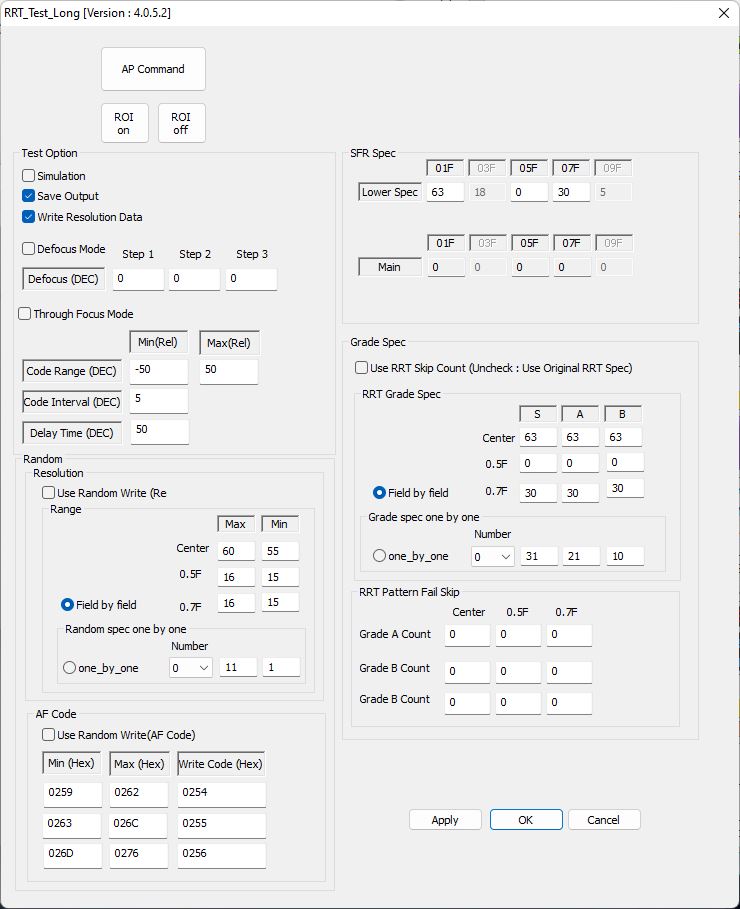 RRT_Test_Long [Version : 4.0.5.2]
AP Command
ROI on
ROI off
Test Option
Simulation
Save Output
Write Resolution Data
Defocus Mode
Step 1 Step 2 Step 3
Defocus (DEC) 0 0 0
Through Focus Mode
Min(Rel) Max(Rel)
Code Range (DEC) -50 50
Code Interval (DEC) 5
Delay Time (DEC) 50
Random
Resolution
Use Random Write (Re
Range
Max Min
Center 60 55
0.5F 16 15
Field by field
0.7F 16 15
Random spec one by one
Number
one_by_one 0 11 1
AF Code
Use Random Write(AF Code)
Min (Hex) Max (Hex) Write Code (Hex)
0259 0262 0254
0263 026C 0255
026D 0276 0256
SFR Spec
01F 03F 05F 07F 09F
Lower Spec 63 18 0 30 5
01F 03F 05F 07F 09F
Main 0 0 0 0 0
Grade Spec
Use RRT Skip Count (Uncheck : Use Original RRT Spec)
RRT Grade Spec
S A B
Center 63 63 63
0.5F 0 0 0
Field by field
0.7F 30 30 30
Grade spec one by one
Number
one_by_one 0 31 21 10
RRT Pattern Fail Skip
Center 0.5F 0.7F
Grade A Count 0 0 0
Grade B Count 0 0 0
Grade B Count 0 0 0
Apply OK Cancel